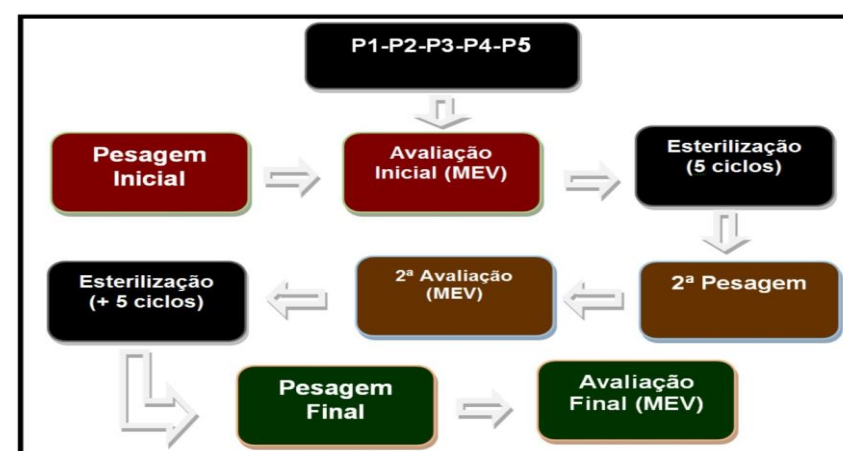 P1-P2-P3-P4-P5
Pesagem
Inicial
Avaliação
Inicial (MEV)
Esterilização
(5 ciclos)
Esterilização
(+ 5 ciclos)
2ª Avaliação
(MEV)
2ª Pesagem
Pesagem
Final
Avaliação
Final (MEV)